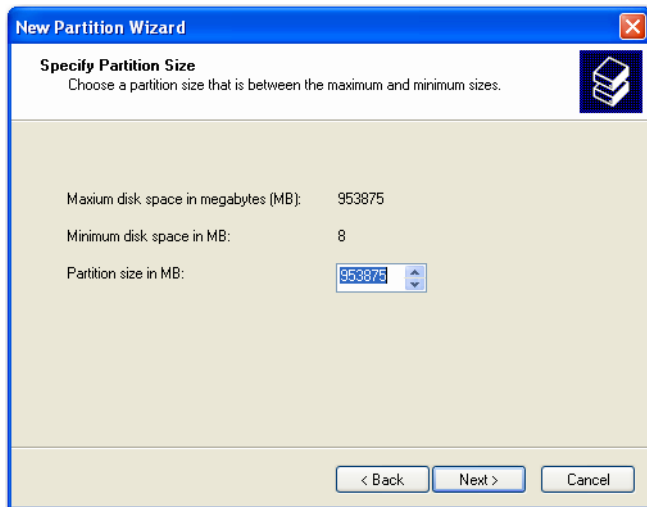 New Partition Wizard
Specify Partition Size
Choose a partition size that is between the maximum and minimum sizes.
Maxium disk space in megabytes (MB): 953875
Minimum disk space in MB: 8
Partition size in MB: 953875
< Back Next > Cancel